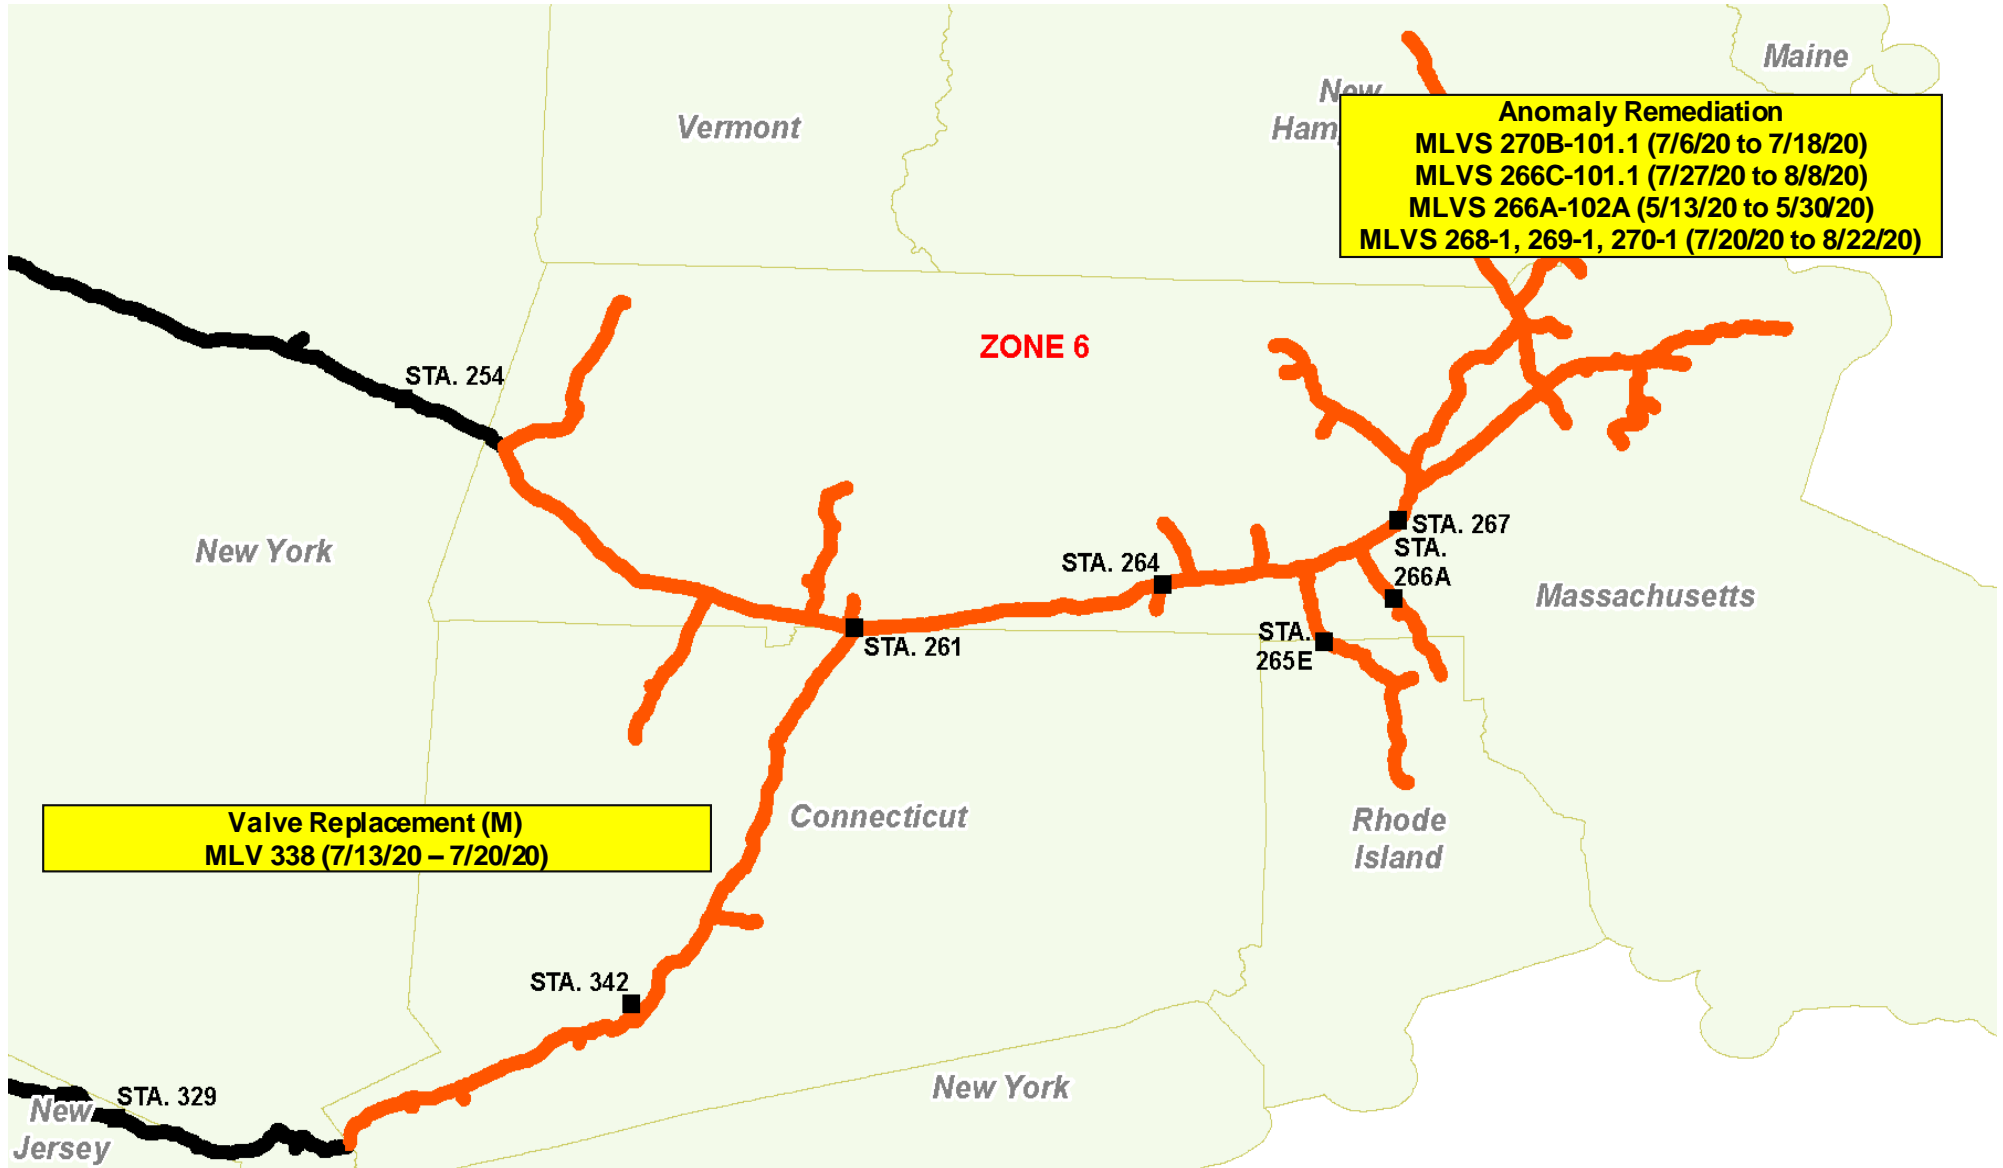 Maine
New
Ham
Vermont
Anomaly Remediation
MLVS 270B-101.1 (7/6/20 to 7/18/20)
MLVS 266C-101.1 (7/27/20 to 8/8/20)
MLVS 266A-102A (5/13/20 to 5/30/20)
MLVS 268-1, 269-1, 270-1 (7/20/20 to 8/22/20)
ZONE 6
STA. 254
STA. 267
New York
STA. 264
STA.
266A
Massachusetts
STA. 261
STA.
265E
Valve Replacement (M)
MLV 338 (7/13/20 – 7/20/20)
Connecticut
Rhode
Island
STA. 342
New York
STA. 329
New
Jersey